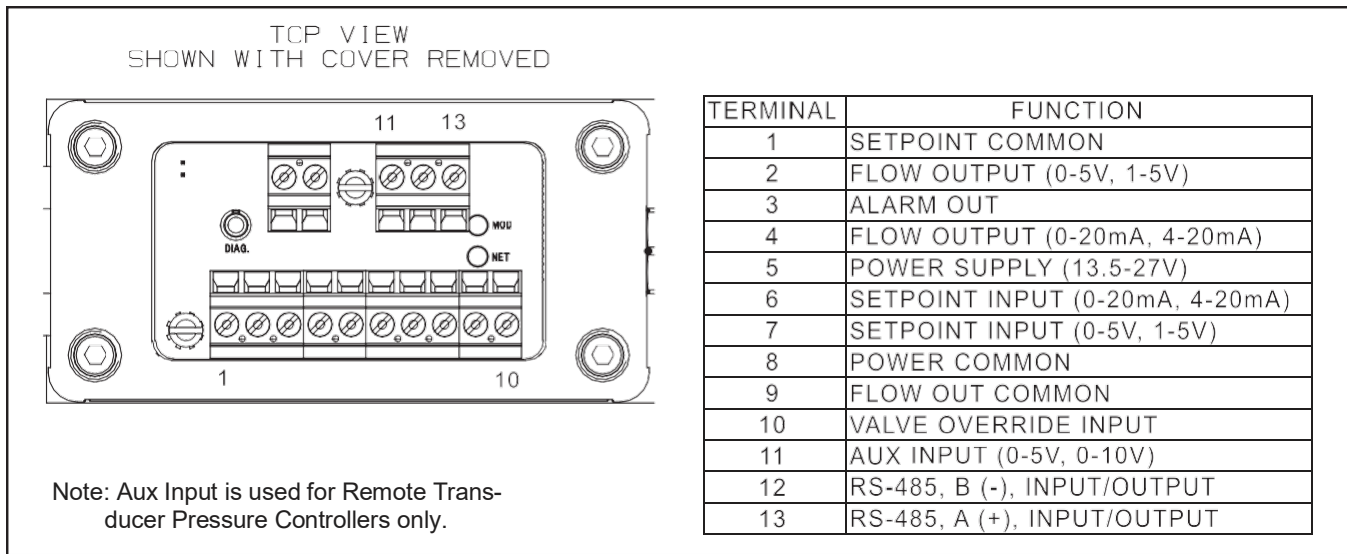 TCP VIEW
SHOWN WITH COVER REMOVED
11 13
MOD
DIAG.
NET
1 10
Note: Aux Input is used for Remote Trans-
ducer Pressure Controllers only.
TERMINAL FUNCTION
1 SETPOINT COMMON
2 FLOW OUTPUT (0-5V, 1-5V)
3 ALARM OUT
4 FLOW OUTPUT (0-20mA, 4-20mA)
5 POWER SUPPLY (13.5-27V)
6 SETPOINT INPUT (0-20mA, 4-20mA)
7 SETPOINT INPUT (0-5V, 1-5V)
8 POWER COMMON
9 FLOW OUT COMMON
10 VALVE OVERRIDE INPUT
11 AUX INPUT (0-5V, 0-10V)
12 RS-485, B (-), INPUT/OUTPUT
13 RS-485, A (+), INPUT/OUTPUT